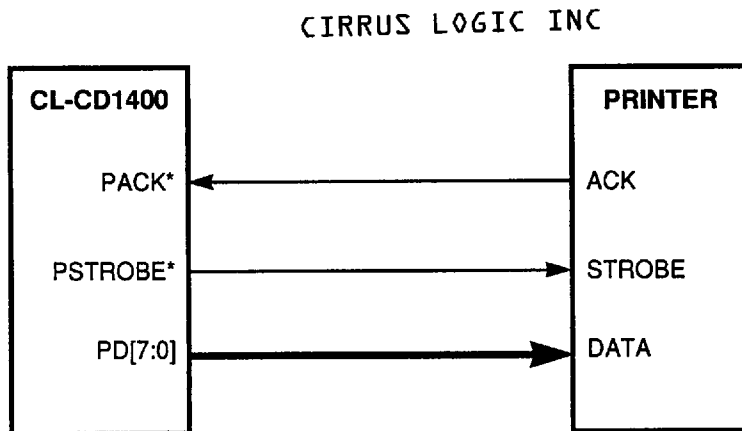 CIRRUS LOGIC INC
CL-CD1400
PRINTER
PACK*
ACK
PSTROBE*
STROBE
PD[7:0]
DATA